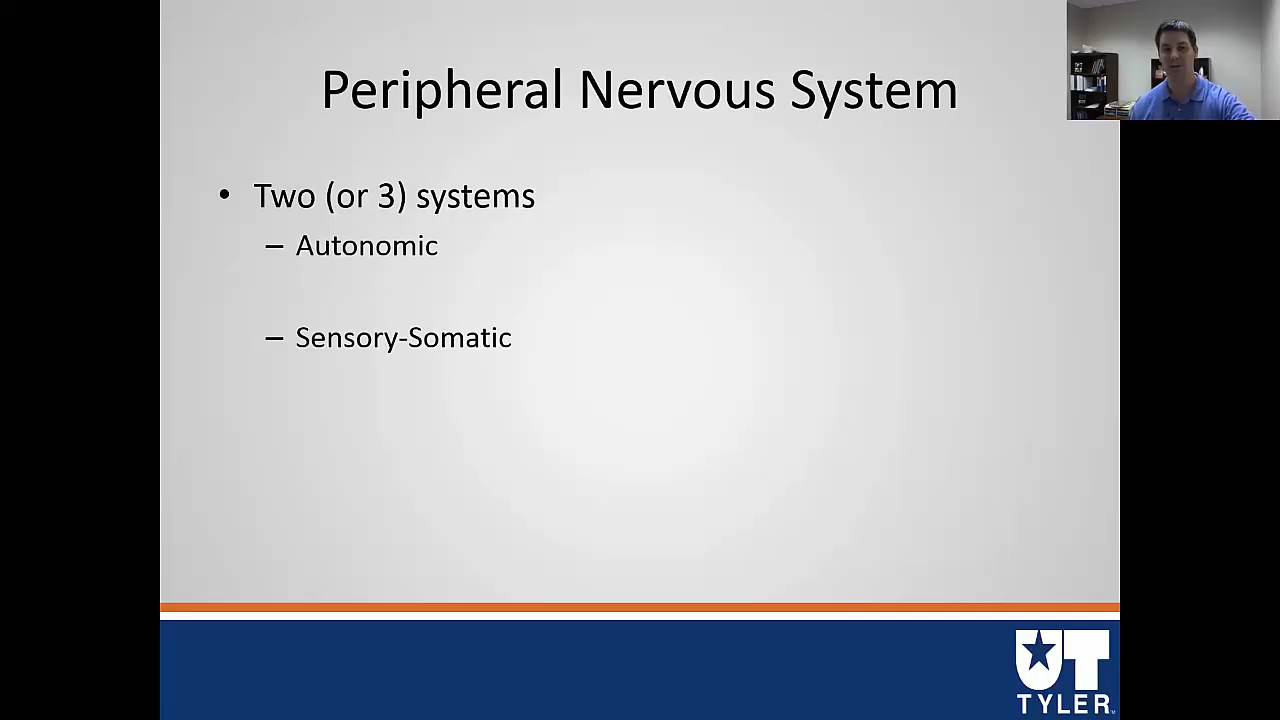 Peripheral Nervous System
• Two (or 3) systems
– Autonomic
– Sensory-Somatic
UT
TYLER